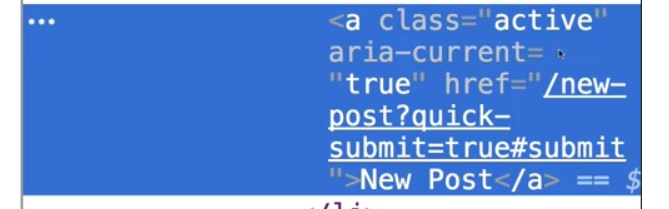 <a class="active"
aria-current=
"true" href="/new-
post?quick-
submit=true#submit
">New Post</a> == $
</li>